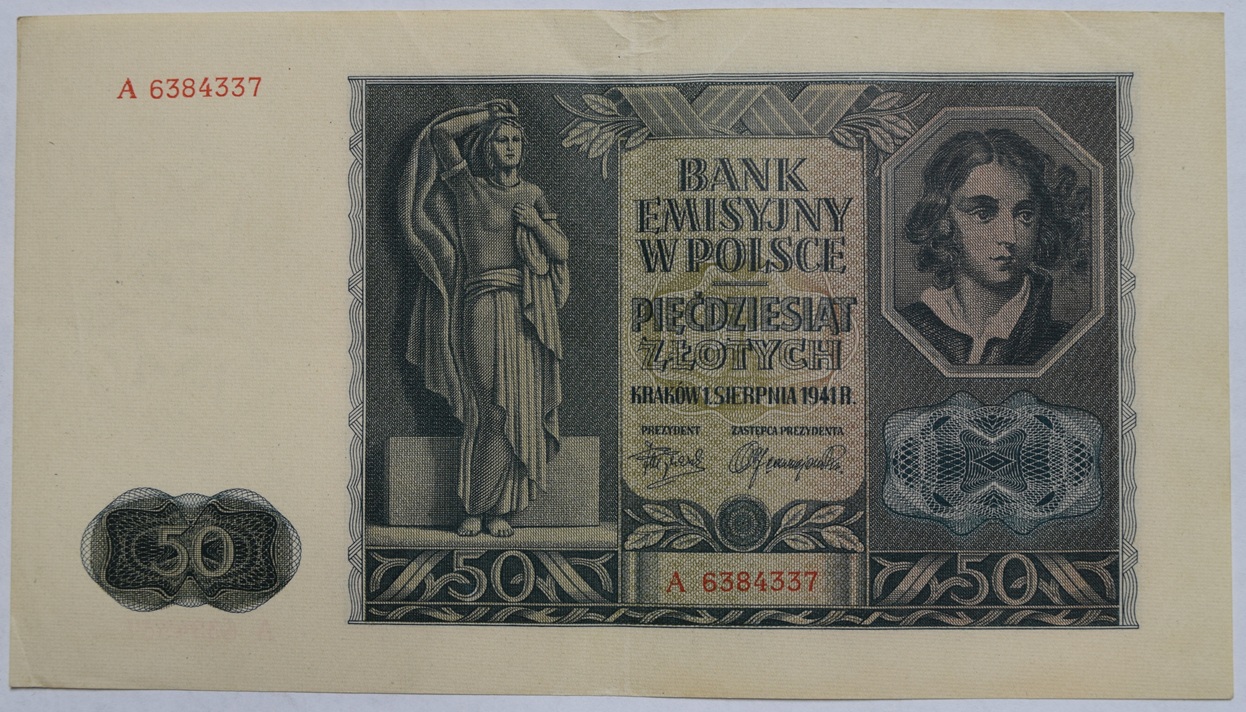 A 6384337
BANK
EMISYJNY
W POLSCE
PIĘĆDZIESIĄT
ZŁOTYCH
KRAKÓW 1. SIERPNIA 1941 R.
PREZYDENT ZASTĘPCA PREZYDENTA
50
50
A 6384337
50